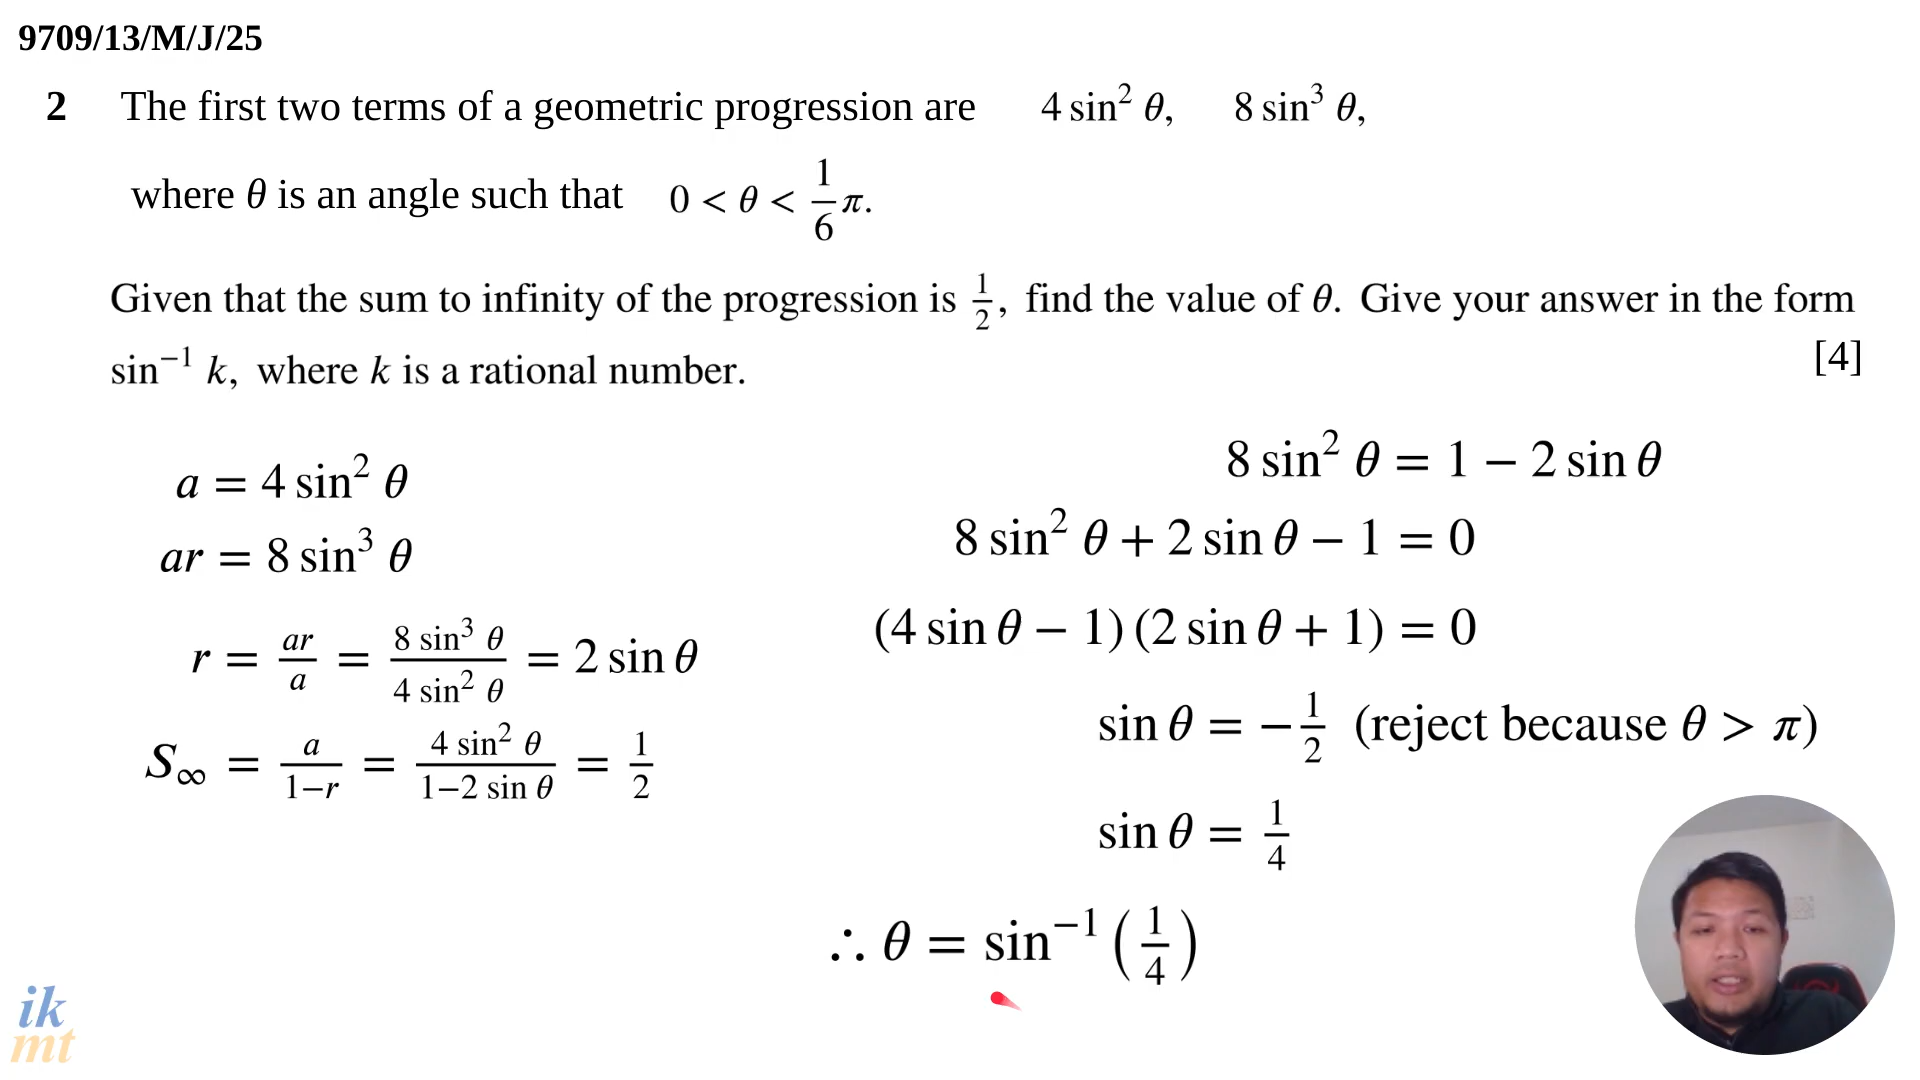 9709/13/M/J/25
2 The first two terms of a geometric progression are 4 sin² θ, 8 sin³ θ,
where θ is an angle such that 0 < θ < 1/6 π.
Given that the sum to infinity of the progression is 1/2, find the value of θ. Give your answer in the form
sin⁻¹ k, where k is a rational number. [4]
a = 4 sin² θ
ar = 8 sin³ θ
r = ar/a = 8 sin³ θ / 4 sin² θ = 2 sin θ
S∞ = a/(1−r) = 4 sin² θ / (1−2 sin θ) = 1/2
8 sin² θ = 1 − 2 sin θ
8 sin² θ + 2 sin θ − 1 = 0
(4 sin θ − 1) (2 sin θ + 1) = 0
sin θ = −1/2 (reject because θ > π)
sin θ = 1/4
∴ θ = sin⁻¹ (1/4)
ik
mt